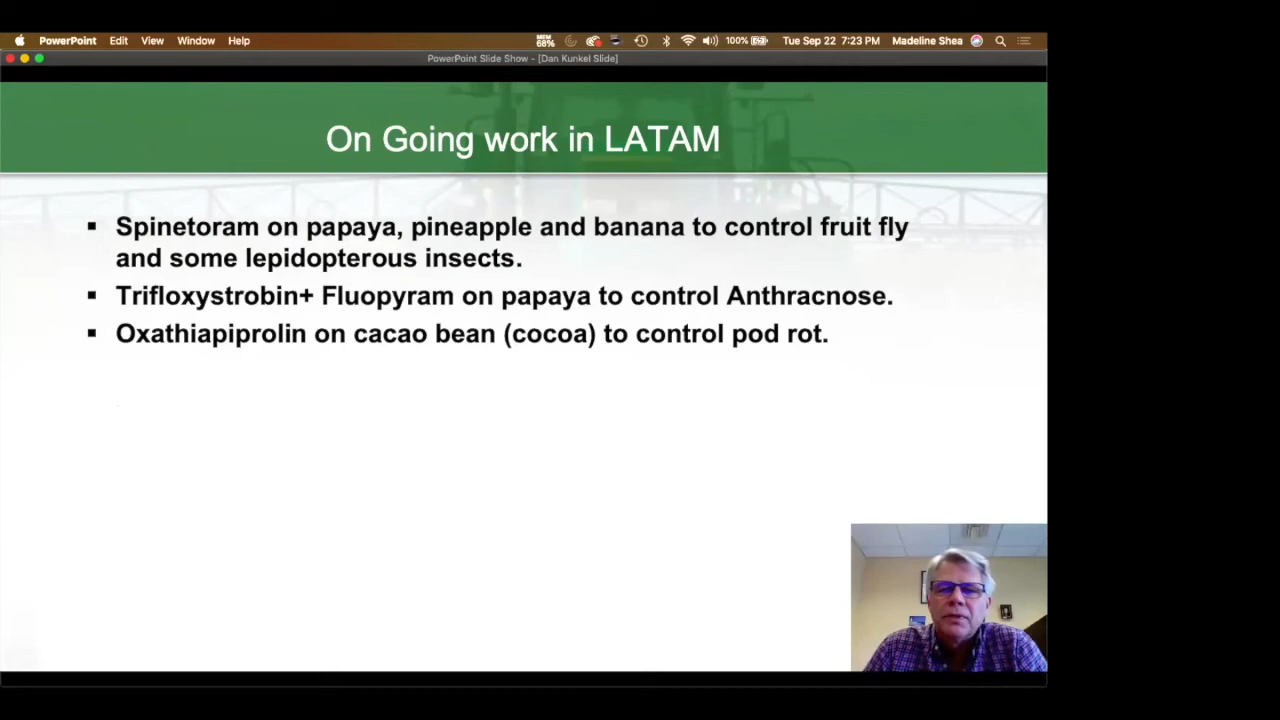 PowerPoint Edit View Window Help MEM 68% 100% Tue Sep 22 7:23 PM Madeline Shea
PowerPoint Slide Show - [Dan Kunkel Slide]
On Going work in LATAM
▪ Spinetoram on papaya, pineapple and banana to control fruit fly
and some lepidopterous insects.
▪ Trifloxystrobin+ Fluopyram on papaya to control Anthracnose.
▪ Oxathiapiprolin on cacao bean (cocoa) to control pod rot.